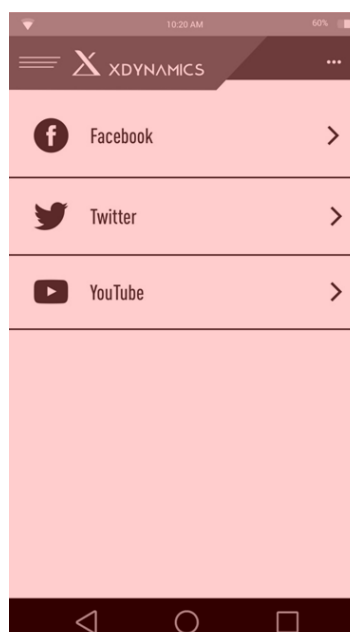 10:20 AM
60%
X XDYNAMICS
Facebook
Twitter
YouTube